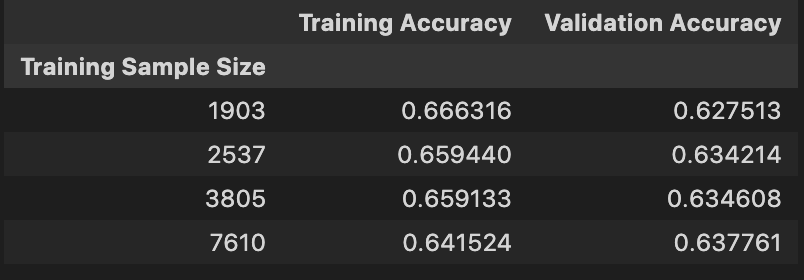 Training Accuracy Validation Accuracy
Training Sample Size
1903 0.666316 0.627513
2537 0.659440 0.634214
3805 0.659133 0.634608
7610 0.641524 0.637761